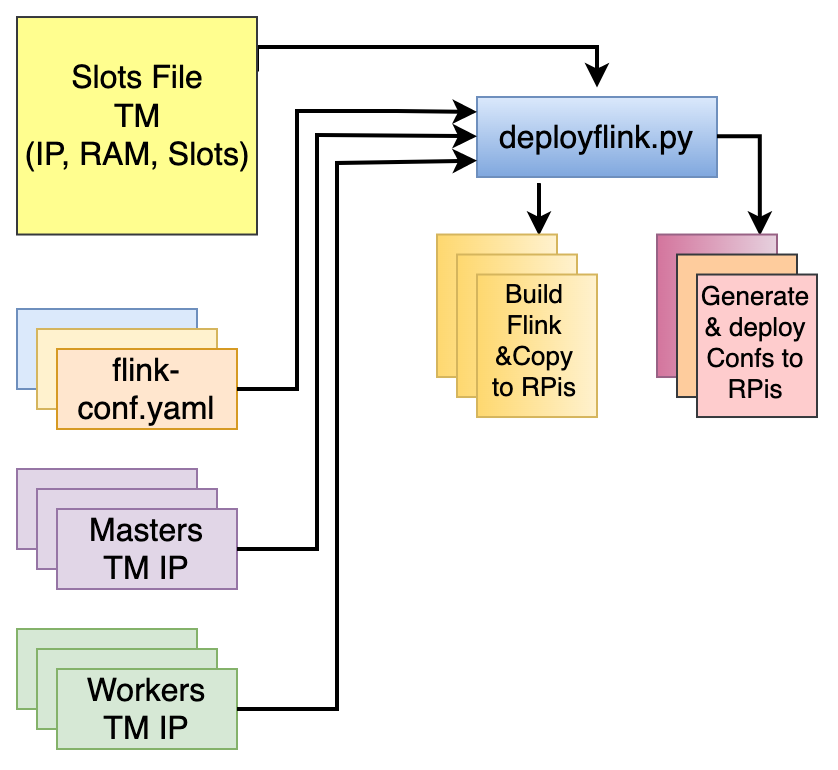 Slots File
TM
(IP, RAM, Slots)
deployflink.py
Build
Flink
&Copy
to RPis
Generate
& deploy
Confs to
RPis
flink-
conf.yaml
Masters
TM IP
Workers
TM IP